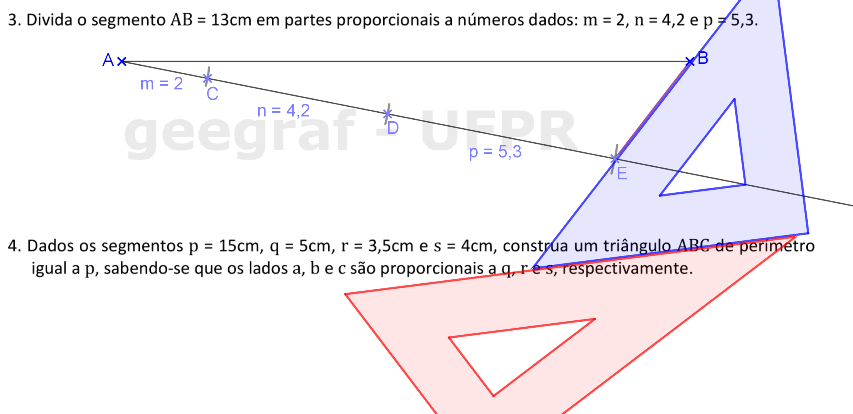 3. Divida o segmento AB = 13cm em partes proporcionais a números dados: m = 2, n = 4,2 e p = 5,3.
A B
m = 2 C
n = 4,2 D
geegraf - UFPR
p = 5,3 E
4. Dados os segmentos p = 15cm, q = 5cm, r = 3,5cm e s = 4cm, construa um triângulo ABC de perímetro
igual a p, sabendo-se que os lados a, b e c são proporcionais a q, r e s, respectivamente.